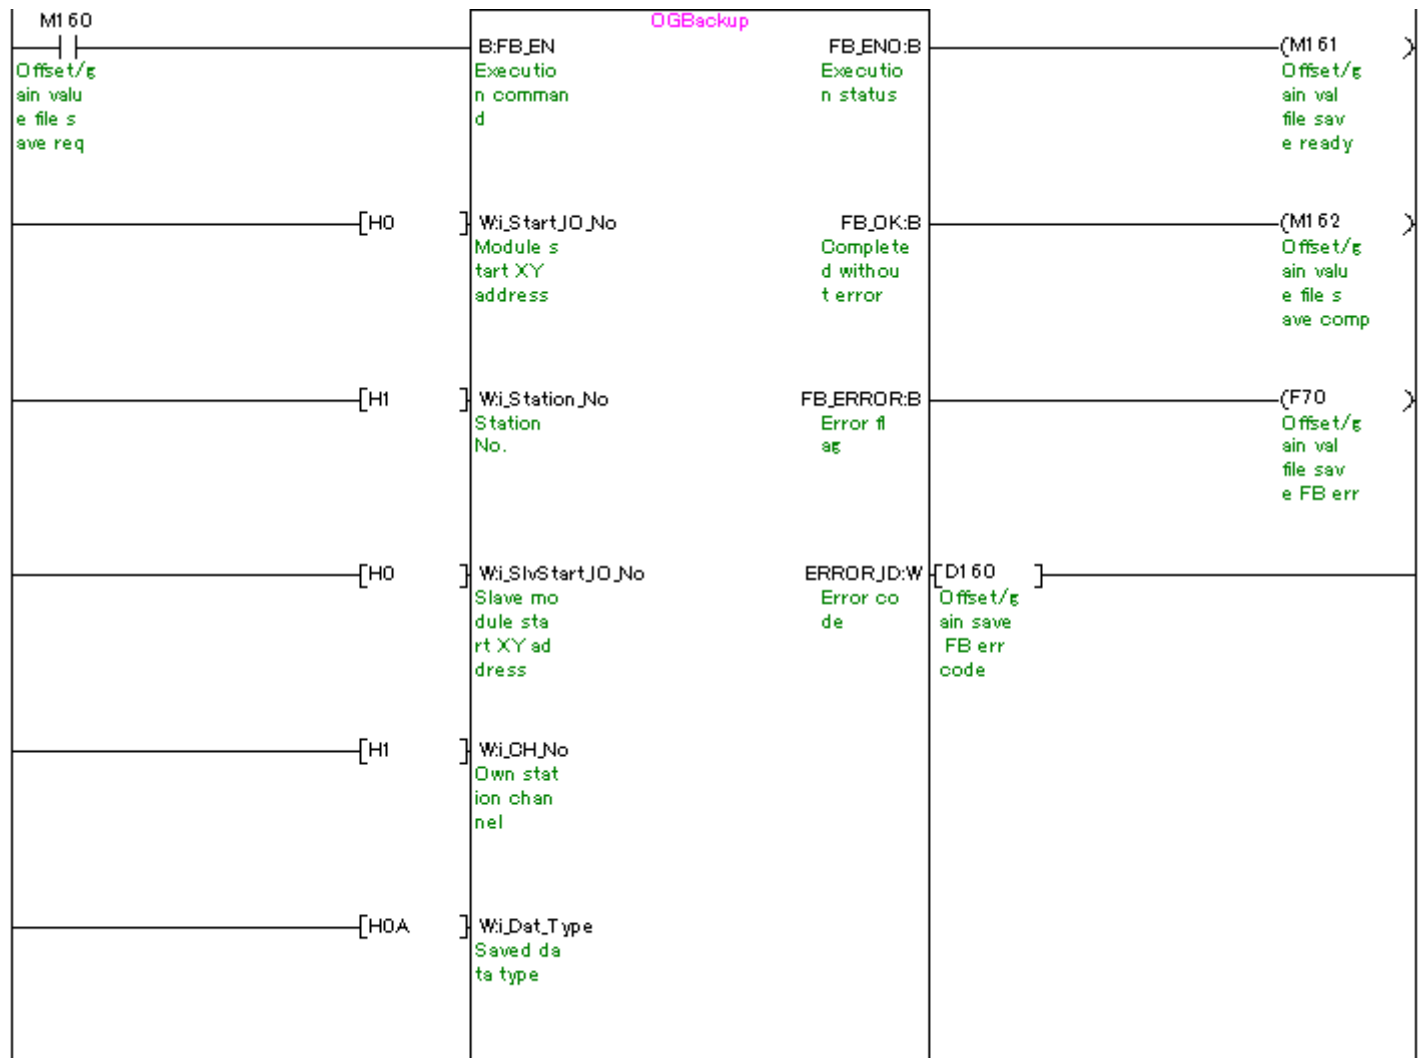 M160
OGBackup
B:FB_EN
FB_ENO:B
(M161 )
Offset/g
ain valu
e file s
ave req
Executio
n comman
d
Executio
n status
Offset/g
ain val
file sav
e ready
[H0 ]
W:i_Start_IO_No
FB_OK:B
(M162 )
Module s
tart XY
address
Complete
d withou
t error
Offset/g
ain valu
e file s
ave comp
[H1 ]
W:i_Station_No
FB_ERROR:B
(F70 )
Station
No.
Error fl
ag
Offset/g
ain val
file sav
e FB err
[H0 ]
W:i_SlvStart_IO_No
ERROR_ID:W
[D160 ]
Slave mo
dule sta
rt XY ad
dress
Error co
de
Offset/g
ain save
FB err
code
[H1 ]
W:i_CH_No
Own stat
ion chan
nel
[H0A ]
W:i_Dat_Type
Saved da
ta type